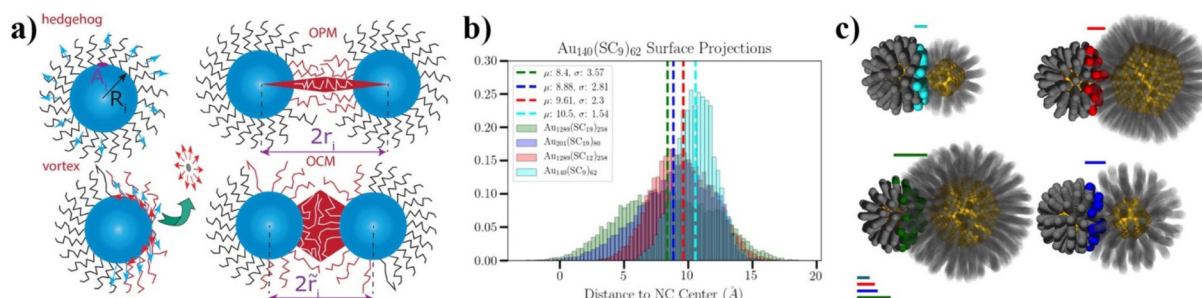 a)
hedgehog
A
R
i
OPM
2rᵢ
vortex
OCM
2r̃ᵢ
b)
Au₁₄₀(SC₉)₆₂ Surface Projections
0.30
0.25
0.20
0.15
0.10
0.05
0.00
μ: 8.4, σ: 3.57
μ: 8.88, σ: 2.81
μ: 9.61, σ: 2.3
μ: 10.5, σ: 1.54
Au₁₂₈₉(SC₁₉)₂₅₈
Au₂₀₁(SC₁₉)₈₀
Au₁₂₈₉(SC₁₂)₂₅₈
Au₁₄₀(SC₉)₆₂
0 5 10 15 20
Distance to NC Center (Å)
c)